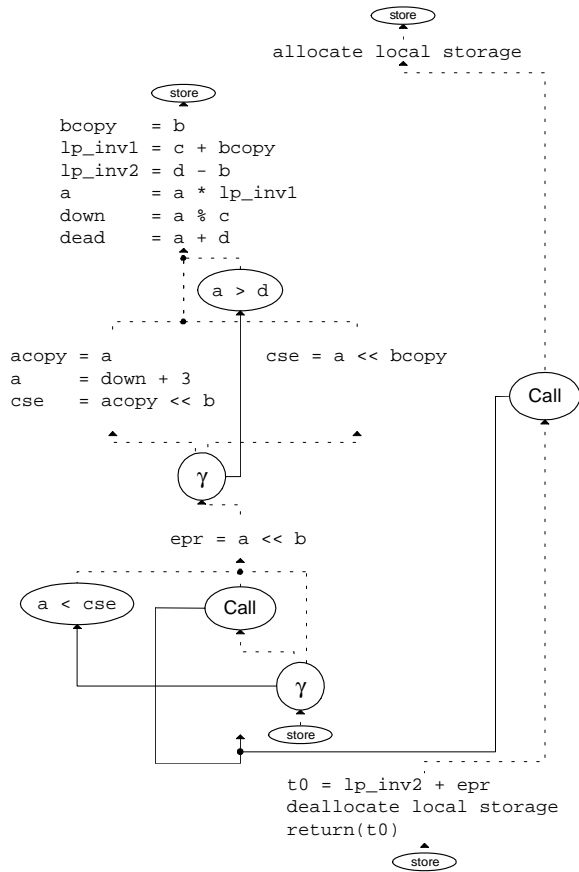 store
allocate local storage
store
bcopy = b
lp_inv1 = c + bcopy
lp_inv2 = d - b
a = a * lp_inv1
down = a % c
dead = a + d
a > d
acopy = a
a = down + 3
cse = acopy << b
cse = a << bcopy
Call
γ
epr = a << b
a < cse
Call
γ
store
t0 = lp_inv2 + epr
deallocate local storage
return(t0)
store